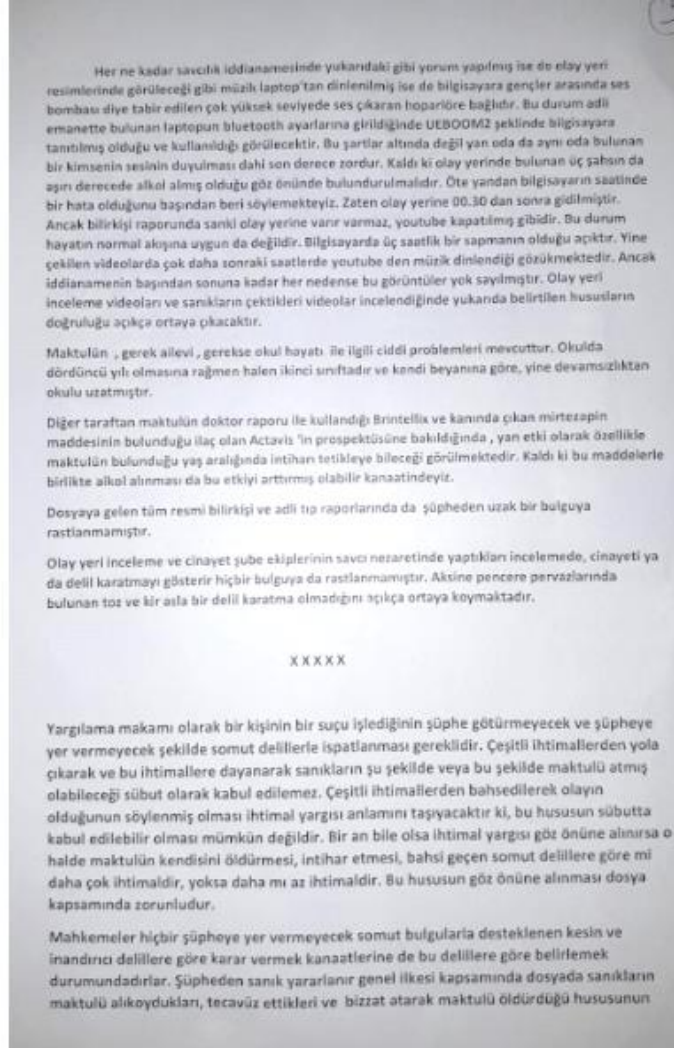 Her ne kadar savcılık iddianamesinde yukarıdaki gibi yorum yapılmış ise de olay yeri
resimlerinde görüleceği gibi müzik laptop'tan dinlenilmiş ise de bilgisayara gençler arasında ses
bombası diye tabir edilen çok yüksek seviyede ses çıkaran hoparlöre bağlıdır. Bu durum adli
emanette bulunan laptopun bluetooth ayarlarına girildiğinde UEBOOM2 şeklinde bilgisayara
tanıtılmış olduğu ve kullanıldığı görülecektir. Bu şartlar altında değil yan oda da aynı oda bulunan
bir kimsenin sesinin duyulması dahi son derece zordur. Kaldı ki olay yerinde bulunan üç şahsın da
aşırı derecede alkol almış olduğu göz önünde bulundurulmalıdır. Öte yandan bilgisayarın saatinde
bir hata olduğunu başından beri söylemekteyiz. Zaten olay yerine 00.30 dan sonra gidilmiştir.
Ancak bilirkişi raporunda sanki olay yerine varır varmaz, youtube kapatılmış gibidir. Bu durum
hayatın normal akışına uygun da değildir. Bilgisayarda üç saatlik bir sapmanın olduğu açıktır. Yine
çekilen videolarda çok daha sonraki saatlerde youtube den müzik dinlendiği gözükmektedir. Ancak
iddianamenin başından sonuna kadar her nedense bu görüntüler yok sayılmıştır. Olay yeri
inceleme videoları ve sanıkların çektikleri videolar incelendiğinde yukarıda belirtilen hususların
doğruluğu açıkça ortaya çıkacaktır.
Maktulün , gerek ailevi , gerekse okul hayatı ile ilgili ciddi problemleri mevcuttur. Okulda
dördüncü yılı olmasına rağmen halen ikinci sınıftadır ve kendi beyanına göre, yine devamsızlıktan
okulu uzatmıştır.
Diğer taraftan maktulün doktor raporu ile kullandığı Brintellix ve kanında çıkan mirtezapin
maddesinin bulunduğu ilaç olan Actavis 'in prospektüsüne bakıldığında , yan etki olarak özellikle
maktulün bulunduğu yaş aralığında intiharı tetikleye bileceği görülmektedir. Kaldı ki bu maddelerle
birlikte alkol alınması da bu etkiyi arttırmış olabilir kanaatindeyiz.
Dosyaya gelen tüm resmi bilirkişi ve adli tıp raporlarında da şüpheden uzak bir bulguya
rastlanmamıştır.
Olay yeri inceleme ve cinayet şube ekiplerinin savcı nezaretinde yaptıkları incelemede, cinayeti ya
da delil karatmayı gösterir hiçbir bulguya da rastlanmamıştır. Aksine pencere pervazlarında
bulunan toz ve kir asla bir delil karatma olmadığını açıkça ortaya koymaktadır.
XXXXX
Yargılama makamı olarak bir kişinin bir suçu işlediğinin şüphe götürmeyecek ve şüpheye
yer vermeyecek şekilde somut delillerle ispatlanması gereklidir. Çeşitli ihtimallerden yola
çıkarak ve bu ihtimallere dayanarak sanıkların şu şekilde veya bu şekilde maktulü atmış
olabileceği sübut olarak kabul edilemez. Çeşitli ihtimallerden bahsedilerek olayın
olduğunun söylenmiş olması ihtimal yargısı anlamını taşıyacaktır ki, bu hususun sübutta
kabul edilebilir olması mümkün değildir. Bir an bile olsa ihtimal yargısı göz önüne alınırsa o
halde maktulün kendisini öldürmesi, intihar etmesi, bahsi geçen somut delillere göre mi
daha çok ihtimaldir, yoksa daha mı az ihtimaldir. Bu hususun göz önüne alınması dosya
kapsamında zorunludur.
Mahkemeler hiçbir şüpheye yer vermeyecek somut bulgularla desteklenen kesin ve
inandırıcı delillere göre karar vermek kanaatlerine de bu delillere göre belirlemek
durumundadırlar. Şüpheden sanık yararlanır genel ilkesi kapsamında dosyada sanıkların
maktulü alıkoydukları, tecavüz ettikleri ve bizzat atarak maktulü öldürdüğü hususunun